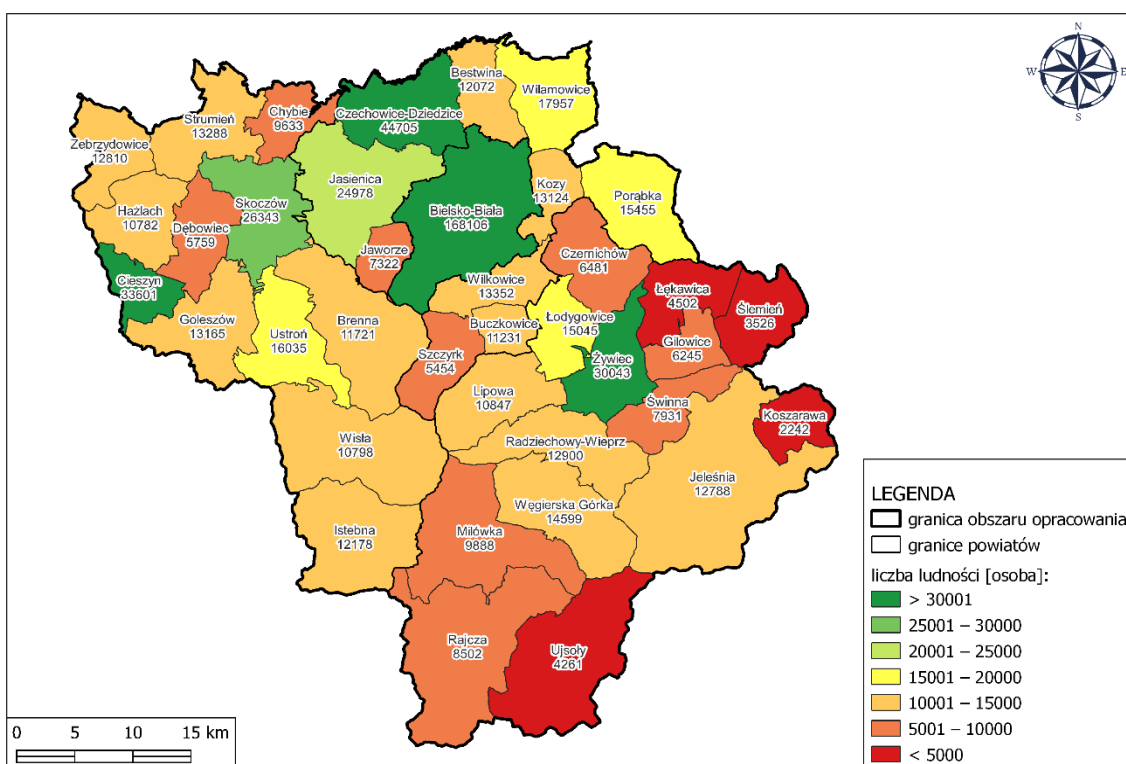 N
W
E
S
Bestwina
12072
Wilamowice
17957
Czechowice-Dziedzice
44705
Chybie
9633
Strumień
13288
Zebrzydowice
12810
Jasienica
24978
Kozy
13124
Porąbka
15455
Hażlach
10782
Skoczów
26343
Bielsko-Biała
168106
Dębowiec
5759
Jaworze
7322
Czernichów
6481
Cieszyn
33601
Wilkowice
13352
Łękawica
4502
Ślemień
3526
Goleszów
13165
Ustroń
16035
Brenna
11721
Buczkowice
11231
Łodygowice
15045
Gilowice
6245
Szczyrk
5454
Żywiec
30043
Lipowa
10847
Świnna
7931
Koszarawa
2242
Wisła
10798
Radziechowy-Wieprz
12900
Jeleśnia
12788
Węgierska Górka
14599
Istebna
12178
Milówka
9888
Rajcza
8502
Ujsoły
4261
LEGENDA
granica obszaru opracowania
granice powiatów
liczba ludności [osoba]:
> 30001
25001 – 30000
20001 – 25000
15001 – 20000
10001 – 15000
5001 – 10000
< 5000
0 5 10 15 km